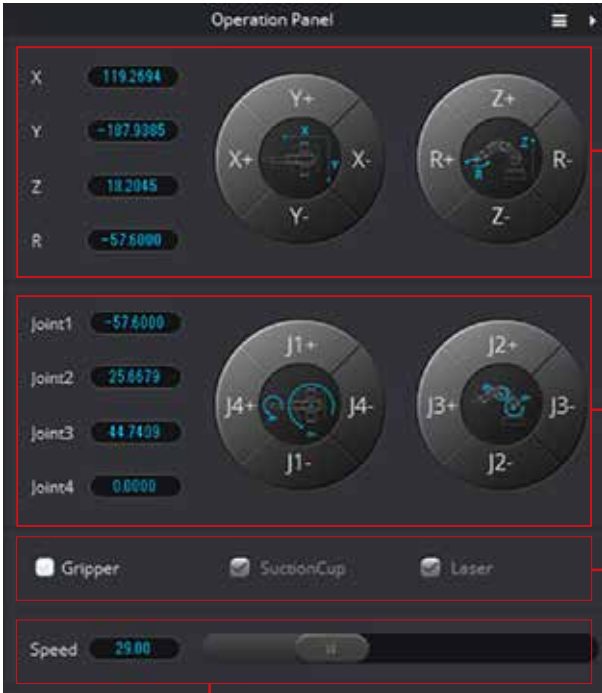 Operation Panel
X 119.2694
Y+
Z+
Y -187.9385
X+ X- R+ R-
Z 18.2045
Y-
Z-
R -57.6000
Joint1 -57.6000
J1+
J2+
Joint2 25.6679
J4+ J4- J3+ J3-
Joint3 44.7409
J1-
J2-
Joint4 0.0000
Gripper SuctionCup Laser
Speed 29.00